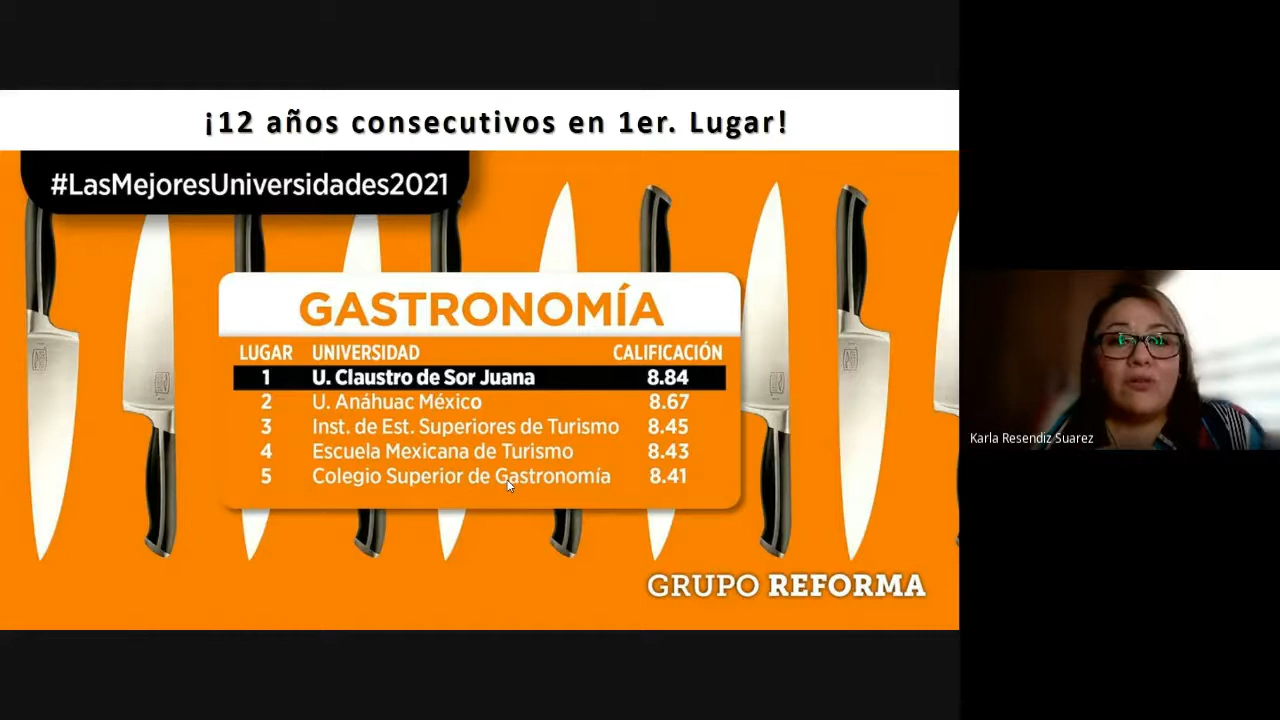 ¡12 años consecutivos en 1er. Lugar!
#LasMejoresUniversidades2021
GASTRONOMÍA
LUGAR UNIVERSIDAD CALIFICACIÓN
1 U. Claustro de Sor Juana 8.84
2 U. Anáhuac México 8.67
3 Inst. de Est. Superiores de Turismo 8.45
4 Escuela Mexicana de Turismo 8.43
5 Colegio Superior de Gastronomía 8.41
GRUPO REFORMA
Karla Resendiz Suarez